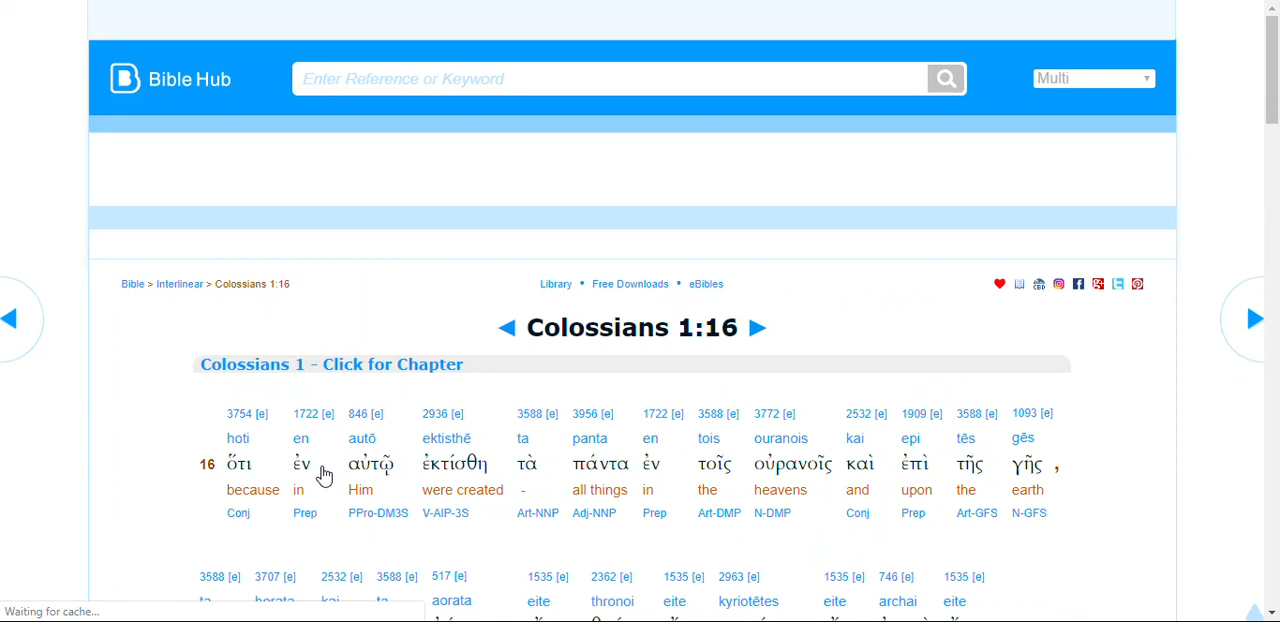 Bible Hub Enter Reference or Keyword Multi
Bible > Interlinear > Colossians 1:16 Library • Free Downloads • eBibles
◄ Colossians 1:16 ►
Colossians 1 - Click for Chapter
3754 [e] 1722 [e] 846 [e] 2936 [e] 3588 [e] 3956 [e] 1722 [e] 3588 [e] 3772 [e] 2532 [e] 1909 [e] 3588 [e] 1093 [e]
hoti en autō ektisthē ta panta en tois ouranois kai epi tēs gēs
16 ὅτι ἐν αὐτῷ ἐκτίσθη τὰ πάντα ἐν τοῖς οὐρανοῖς καὶ ἐπὶ τῆς γῆς ,
because in Him were created - all things in the heavens and upon the earth
Conj Prep PPro-DM3S V-AIP-3S Art-NNP Adj-NNP Prep Art-DMP N-DMP Conj Prep Art-GFS N-GFS
3588 [e] 3707 [e] 2532 [e] 3588 [e] 517 [e] 1535 [e] 2362 [e] 1535 [e] 2963 [e] 1535 [e] 746 [e] 1535 [e]
ta horata kai ta aorata eite thronoi eite kyriotētes eite archai eite
Waiting for cache...